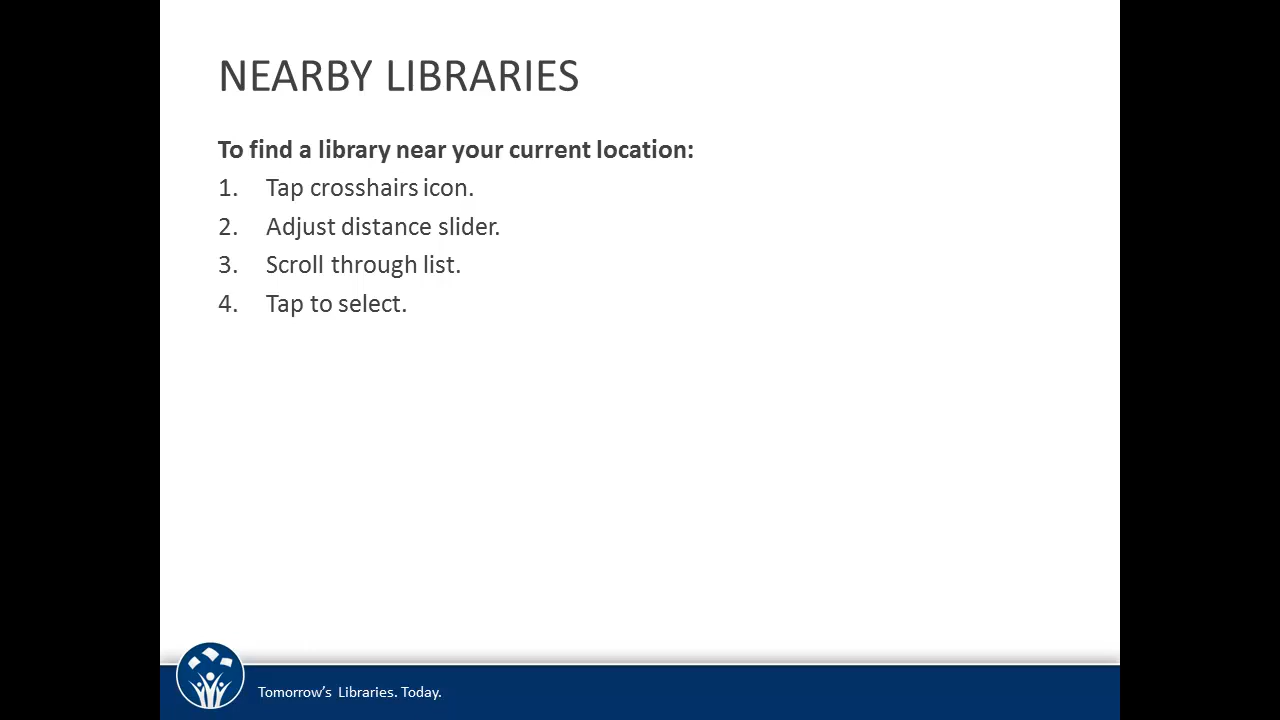 NEARBY LIBRARIES
To find a library near your current location:
1. Tap crosshairs icon.
2. Adjust distance slider.
3. Scroll through list.
4. Tap to select.
Tomorrow's Libraries. Today.